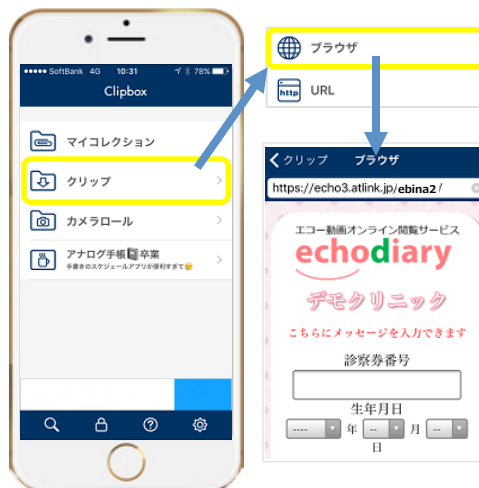 SoftBank 4G 10:31 78%
Clipbox
マイコレクション
クリップ
カメラロール
アナログ手帳📓卒業
手書きのスケジュールアプリが便利すぎて😊
ブラウザ
http URL
クリップ ブラウザ
https://echo3.atlink.jp/ebina2/
エコー動画オンライン閲覧サービス
echodiary
デモクリニック
こちらにメッセージを入力できます
診察券番号
生年月日
---- 年 -- 月 --
日